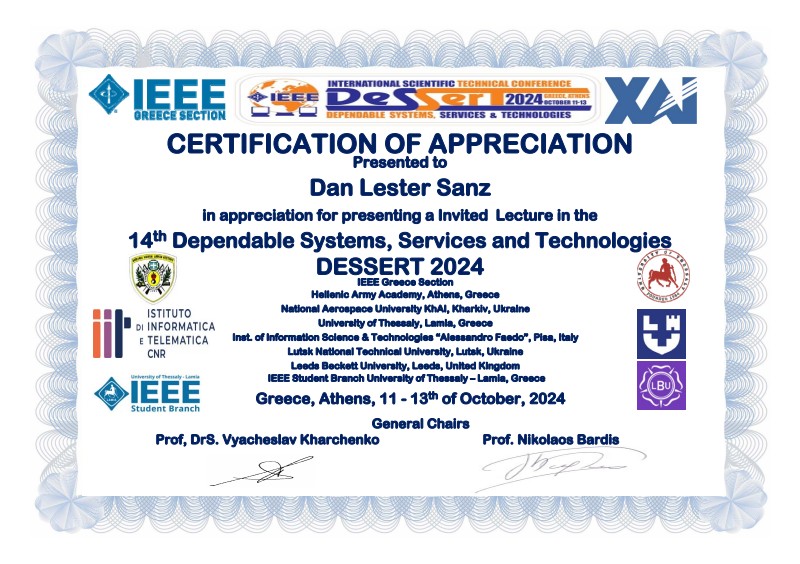 IEEE
GREECE SECTION
IEEE
INTERNATIONAL SCIENTIFIC TECHNICAL CONFERENCE
DeSSerT 2024 GREECE, ATHENS
OCTOBER 11-13
DEPENDABLE SYSTEMS, SERVICES & TECHNOLOGIES
ХАІ
CERTIFICATION OF APPRECIATION
Presented to
Dan Lester Sanz
in appreciation for presenting a Invited Lecture in the
14th Dependable Systems, Services and Technologies
DESSERT 2024
IEEE Greece Section
Hellenic Army Academy, Athens, Greece
National Aerospace University KhAI, Kharkiv, Ukraine
University of Thessaly, Lamia, Greece
Inst. of Information Science & Technologies “Alessandro Faedo”, Pisa, Italy
Lutsk National Technical University, Lutsk, Ukraine
Leeds Beckett University, Leeds, United Kingdom
IEEE Student Branch University of Thessaly – Lamia, Greece
iit
ISTITUTO
DI INFORMATICA
E TELEMATICA
CNR
University of Thessaly - Lamia
IEEE
Student Branch
LBU
Greece, Athens, 11 - 13th of October, 2024
General Chairs
Prof, DrS. Vyacheslav Kharchenko
Prof. Nikolaos Bardis